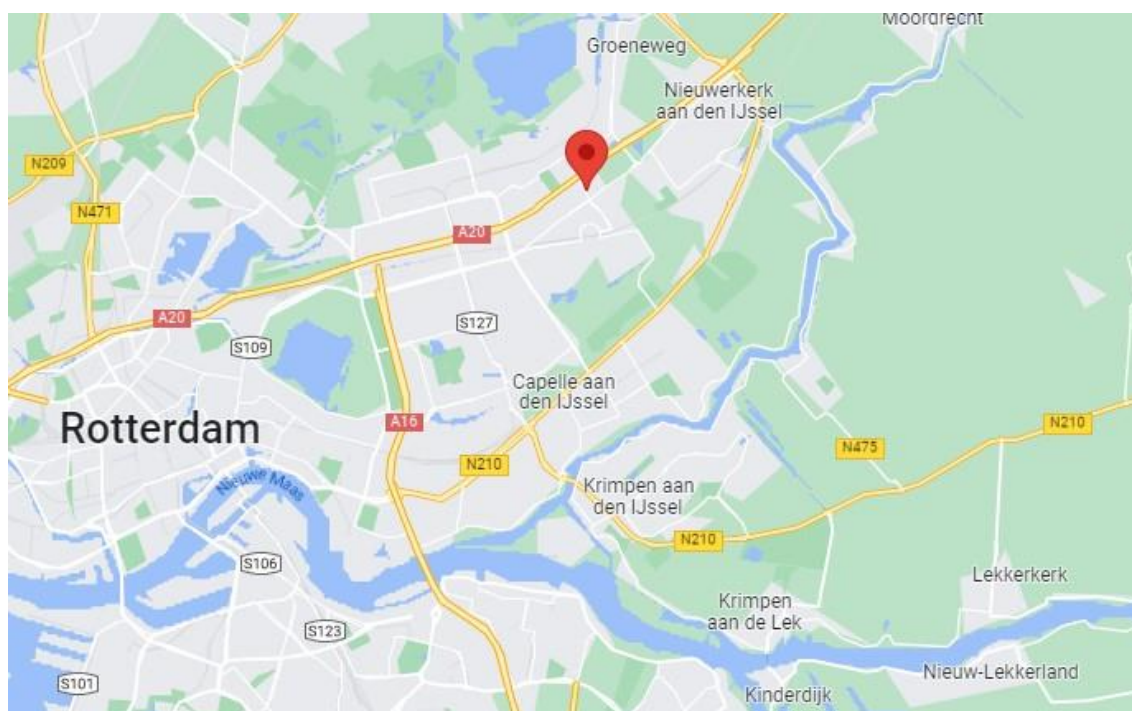 Moordrecht
Groeneweg
Nieuwerkerk
aan den IJssel
N209
N471
A20
A20
S127
S109
Capelle aan
den IJssel
A16
Rotterdam
N210
N475
N210
Nieuwe Maas
Krimpen aan
den IJssel
N210
S106
Lekkerkerk
Krimpen
aan de Lek
S123
Nieuw-Lekkerland
S101
Kinderdijk